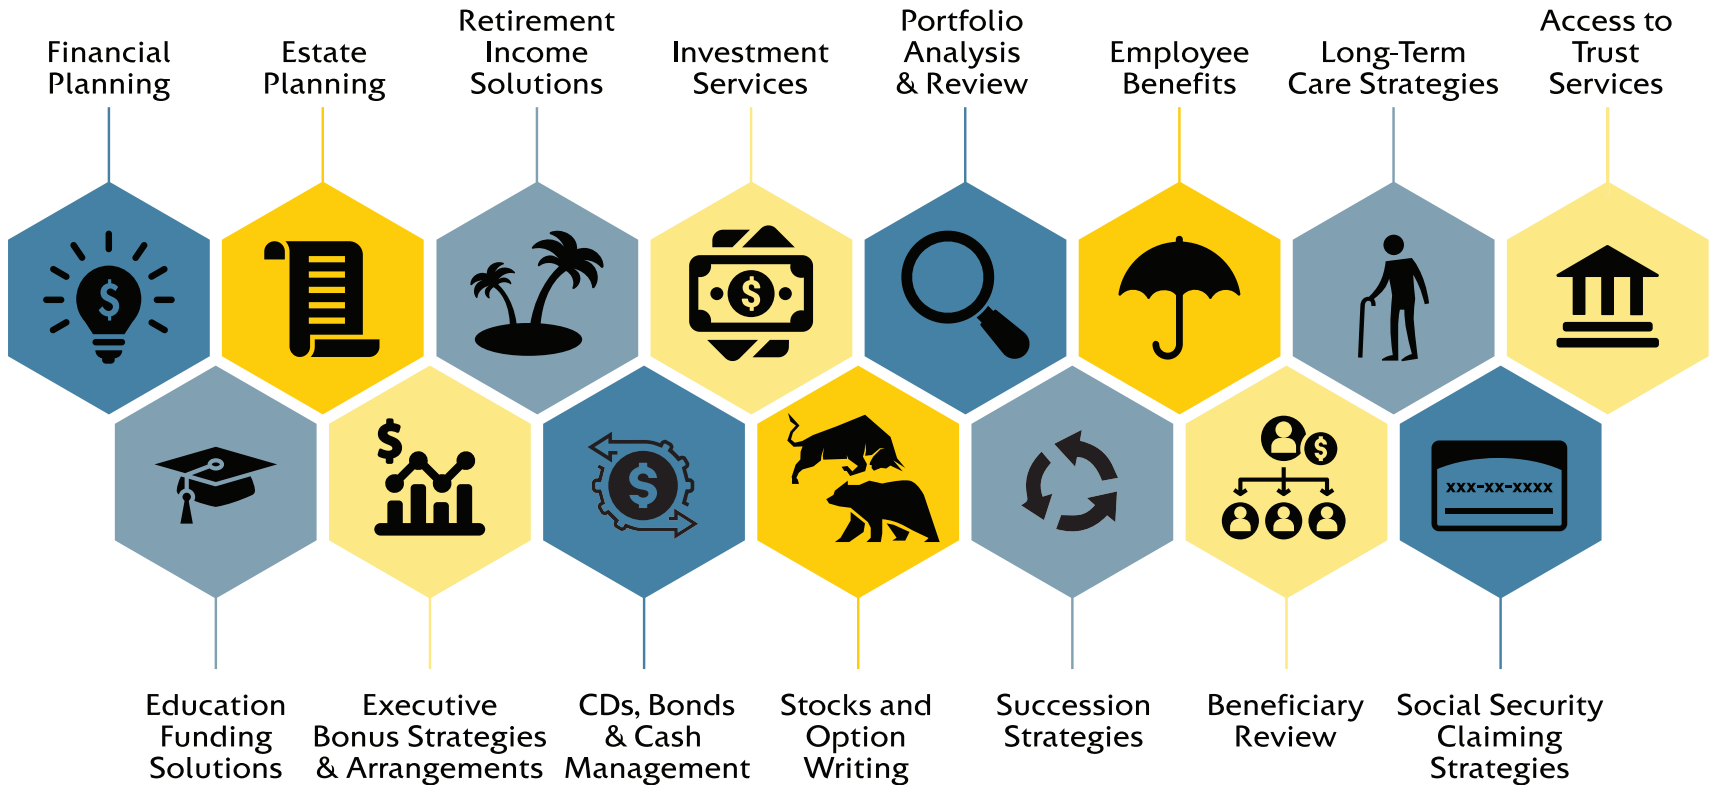 Financial
Planning
Estate
Planning
Retirement
Income
Solutions
Investment
Services
Portfolio
Analysis
& Review
Employee
Benefits
Long-Term
Care Strategies
Access to
Trust
Services
$
$
$
$
$
xxx-xx-xxxx
Education
Funding
Solutions
Executive
Bonus Strategies
& Arrangements
CDs, Bonds
& Cash
Management
Stocks and
Option
Writing
Succession
Strategies
Beneficiary
Review
Social Security
Claiming
Strategies